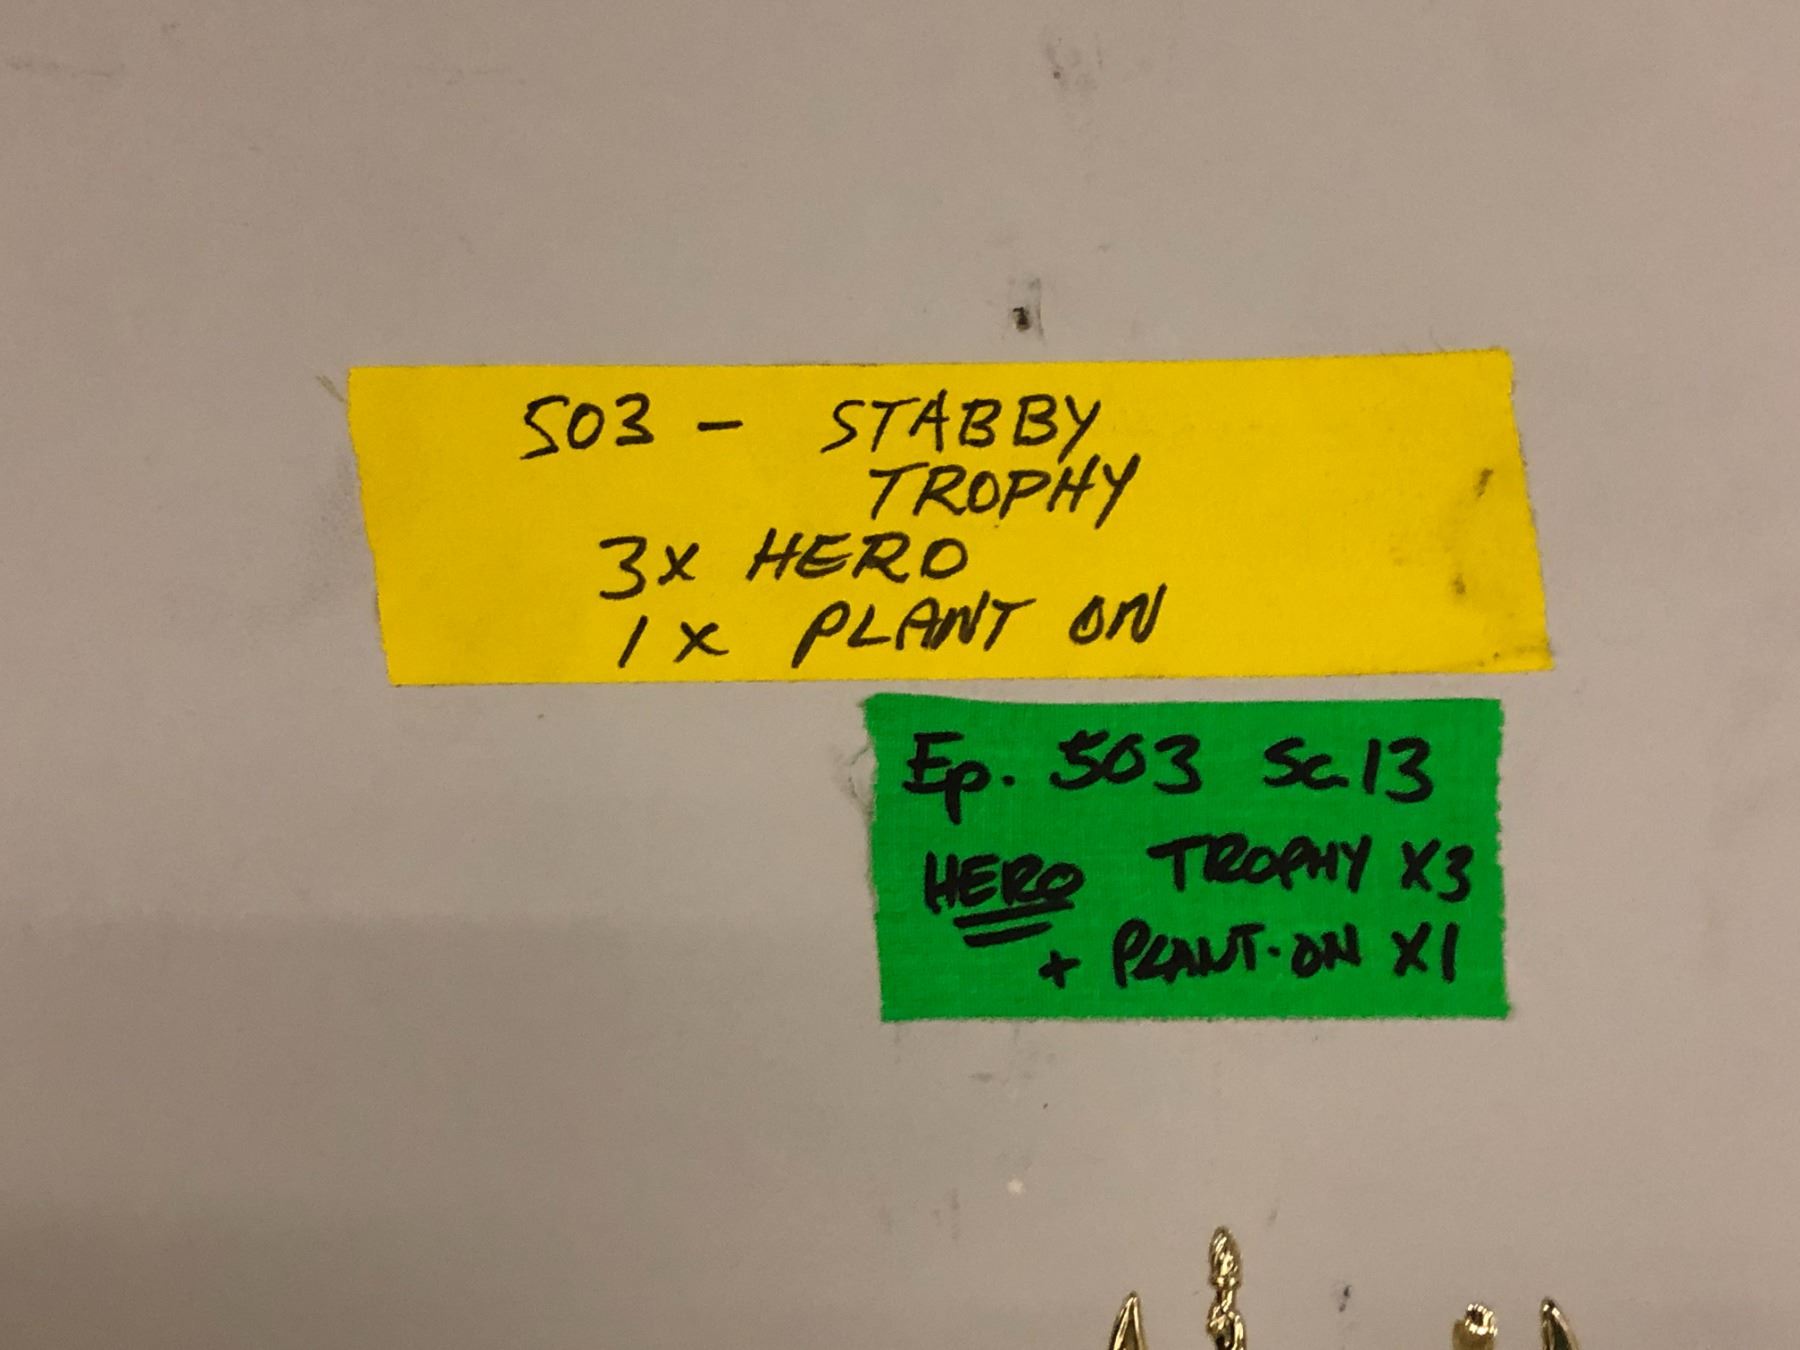 503 - STABBY
TROPHY
3x HERO
1x PLANT ON
Ep. 503 Sc. 13
HERO TROPHY X3
+ PLANT-ON X1